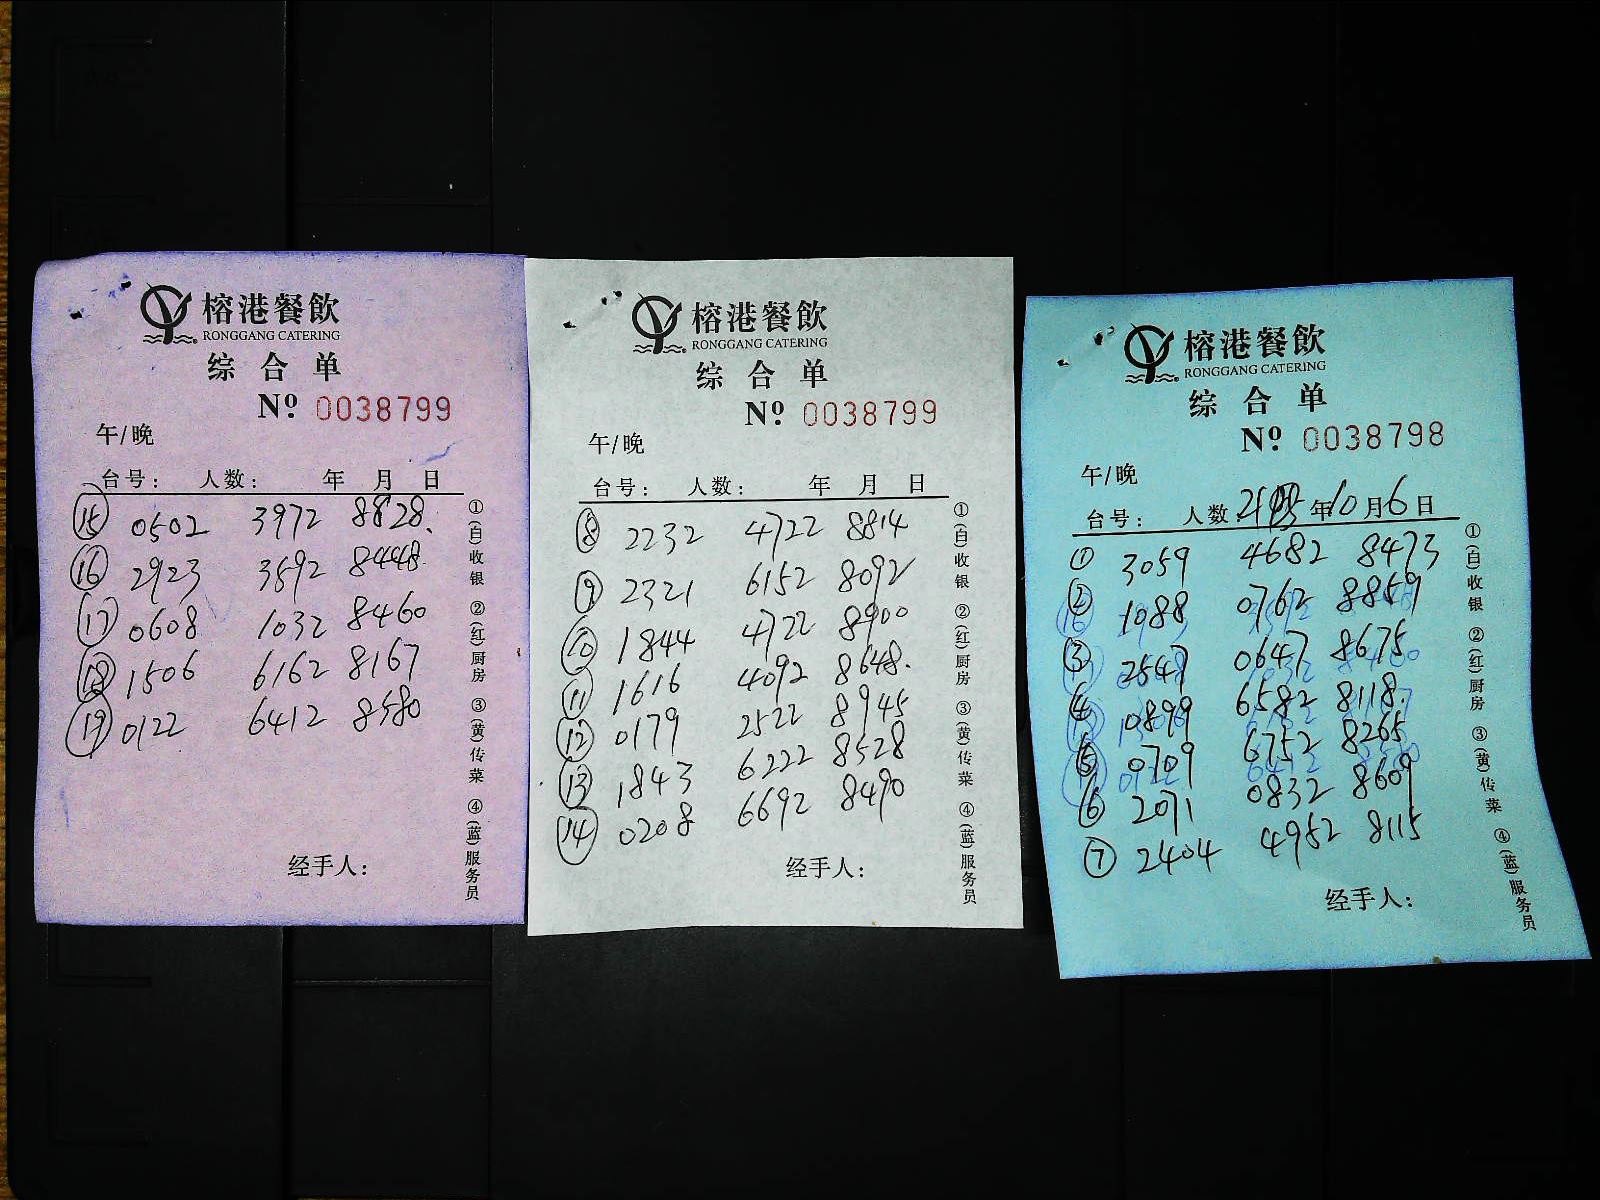 榕港餐飲
RONGGANG CATERING
综合单
Nº 0038799
午/晚
台号： 人数： 年 月 日
⑮ 0502 3972 8828.
⑯ 2923 3592 8448.
⑰ 0608 1032 8460
⑱ 1506 6162 8167
⑲ 0122 6412 8580
经手人：
①(白)收银 ②(红)厨房 ③(黄)传菜 ④(蓝)服务员
榕港餐飲
RONGGANG CATERING
综合单
Nº 0038799
午/晚
台号： 人数： 年 月 日
⑧ 2232 4722 8814
⑨ 2321 6152 8092
⑩ 1844 4722 8900
⑪ 1616 4092 8648.
⑫ 0179 2522 8945
⑬ 1843 6222 8528
⑭ 0208 6692 8490
经手人：
①(白)收银 ②(红)厨房 ③(黄)传菜 ④(蓝)服务员
榕港餐飲
RONGGANG CATERING
综合单
Nº 0038798
午/晚
台号： 人数： 年10月6日
① 3059 4682 8473
② 1088 0762 8859
③ 2547 0647 8675
④ 0899 6582 8118.
⑤ 0709 6752 8265
⑥ 2071 0832 8609
⑦ 2404 4952 8115
经手人：
①(白)收银 ②(红)厨房 ③(黄)传菜 ④(蓝)服务员